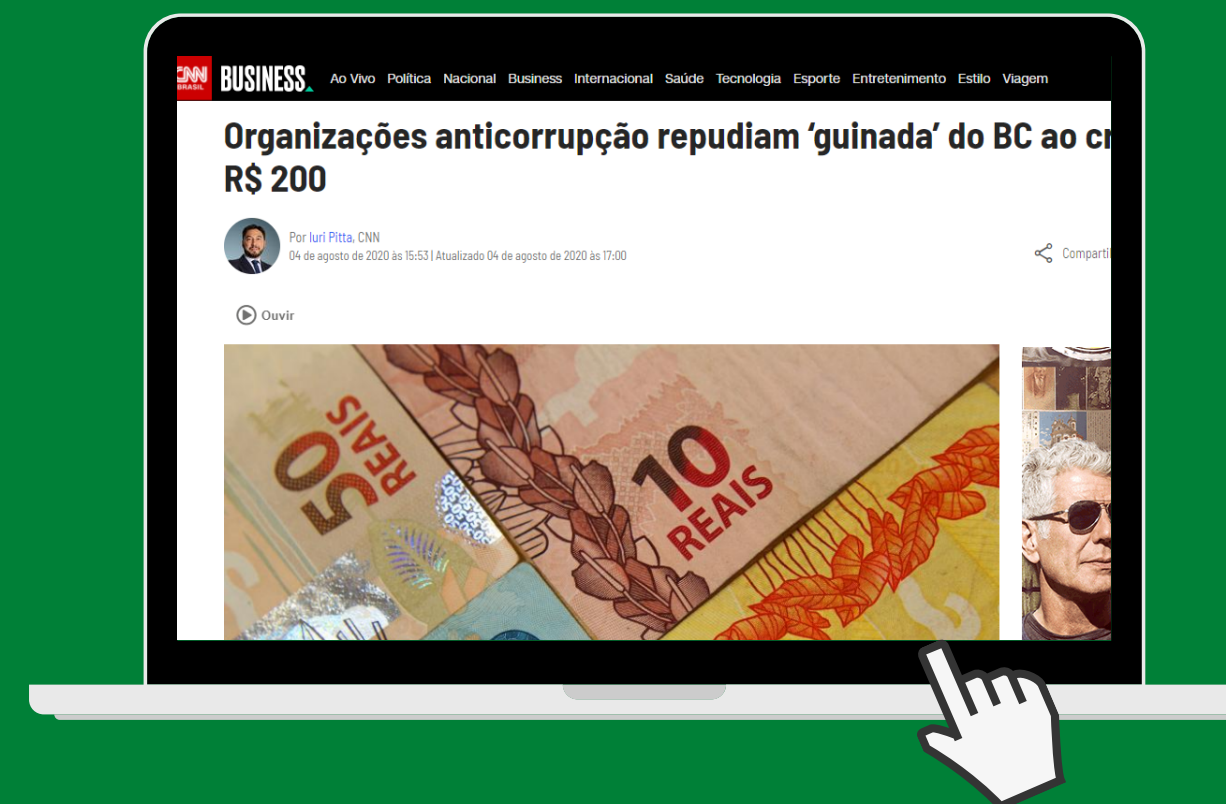 CNN
BRASIL
BUSINESS
Ao Vivo Política Nacional Business Internacional Saúde Tecnologia Esporte Entretenimento Estilo Viagem
Organizações anticorrupção repudiam ‘guinada’ do BC ao cr
R$ 200
Por Iuri Pitta, CNN
04 de agosto de 2020 às 15:53 | Atualizado 04 de agosto de 2020 às 17:00
Comparti
Ouvir
50
REAIS
10
REAIS